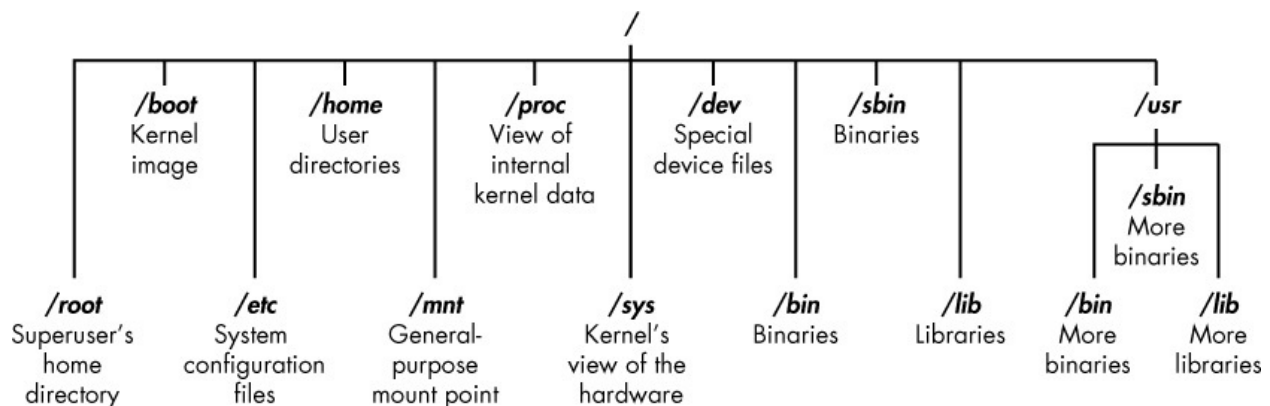 /
/boot
Kernel
image
/home
User
directories
/proc
View of
internal
kernel data
/dev
Special
device files
/sbin
Binaries
/usr
/sbin
More
binaries
/root
Superuser's
home
directory
/etc
System
configuration
files
/mnt
General-
purpose
mount point
/sys
Kernel's
view of the
hardware
/bin
Binaries
/lib
Libraries
/bin
More
binaries
/lib
More
libraries